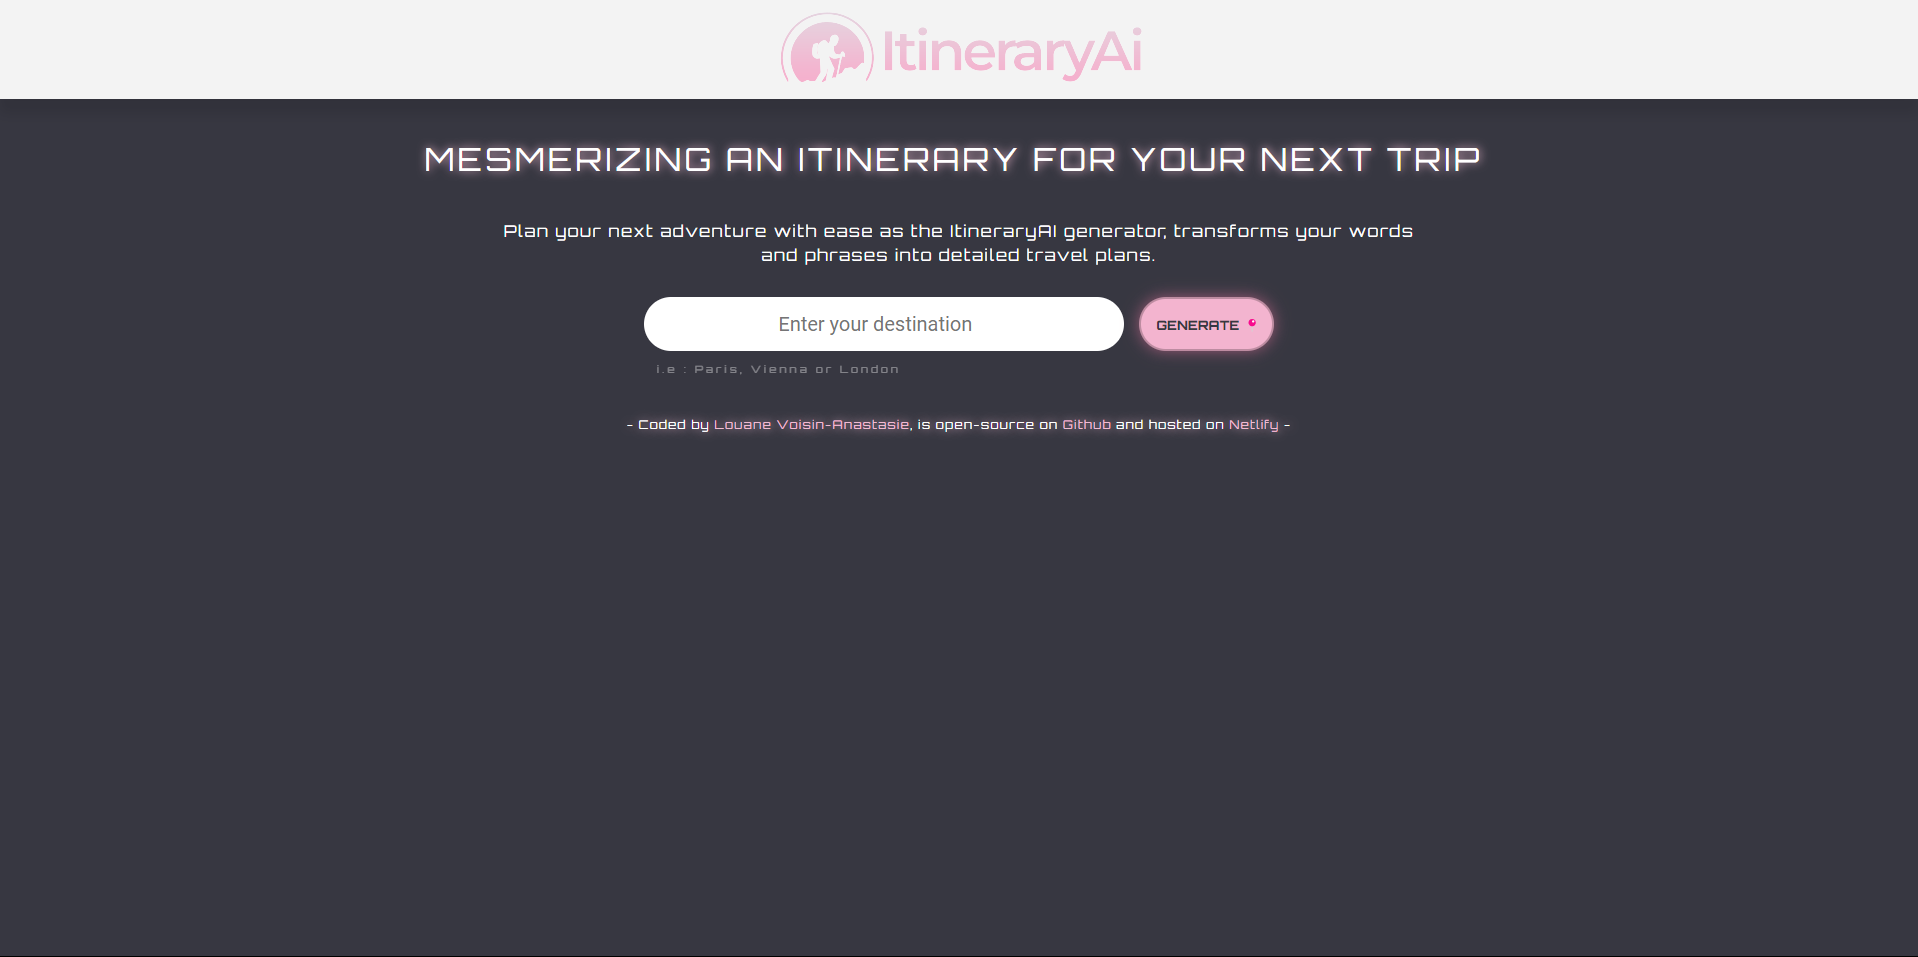 ItineraryAi
MESMERIZING AN ITINERARY FOR YOUR NEXT TRIP
Plan your next adventure with ease as the ItineraryAI generator, transforms your words
and phrases into detailed travel plans.
Enter your destination
GENERATE
i.e : Paris, Vienna or London
- Coded by Louane Voisin-Anastasie, is open-source on Github and hosted on Netlify -